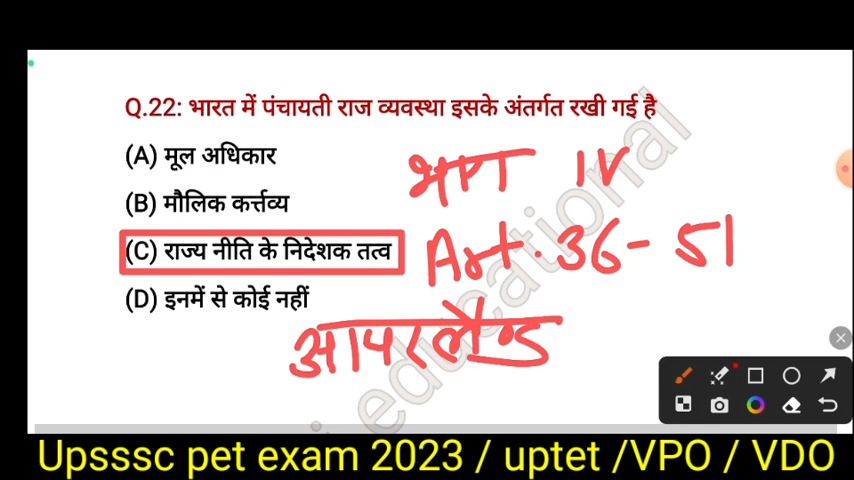 Q.22: भारत में पंचायती राज व्यवस्था इसके अंतर्गत रखी गई है
(A) मूल अधिकार
(B) मौलिक कर्त्तव्य
(C) राज्य नीति के निदेशक तत्व
(D) इनमें से कोई नहीं
भाग IV
Art. 36-51
आयरलैण्ड
educational
Upsssc pet exam 2023 / uptet /VPO / VDO